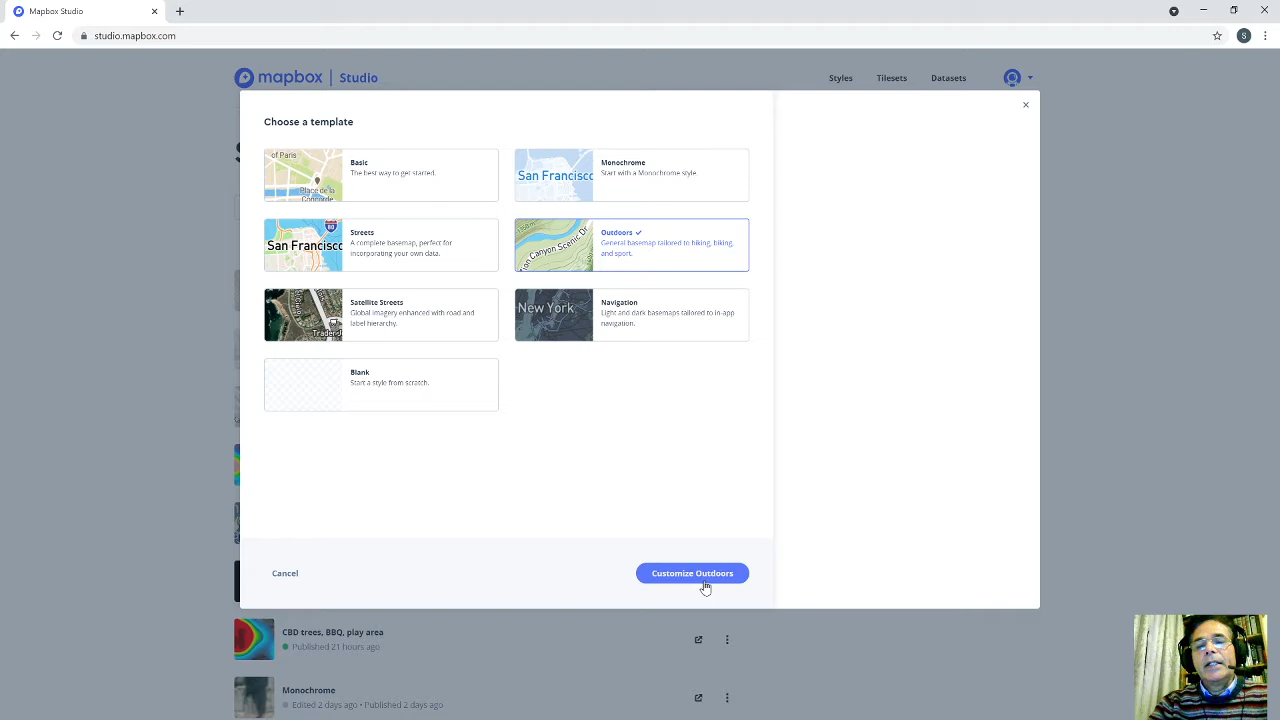 Mapbox Studio
studio.mapbox.com
S
mapbox | Studio
Styles
Tilesets
Datasets
Choose a template
of Paris
Place de la
Concorde
Basic
The best way to get started.
San Francisco
Monochrome
Start with a Monochrome style.
San Francisco
80
Streets
A complete basemap, perfect for
incorporating your own data.
Canyon Scenic Dr
Outdoors
General basemap tailored to hiking, biking,
and sport.
Satellite Streets
Global imagery enhanced with road and
label hierarchy.
New York
Navigation
Light and dark basemaps tailored to in-app
navigation.
Blank
Start a style from scratch.
Cancel
Customize Outdoors
CBD trees, BBQ, play area
Published 21 hours ago
Monochrome
Edited 2 days ago • Published 2 days ago